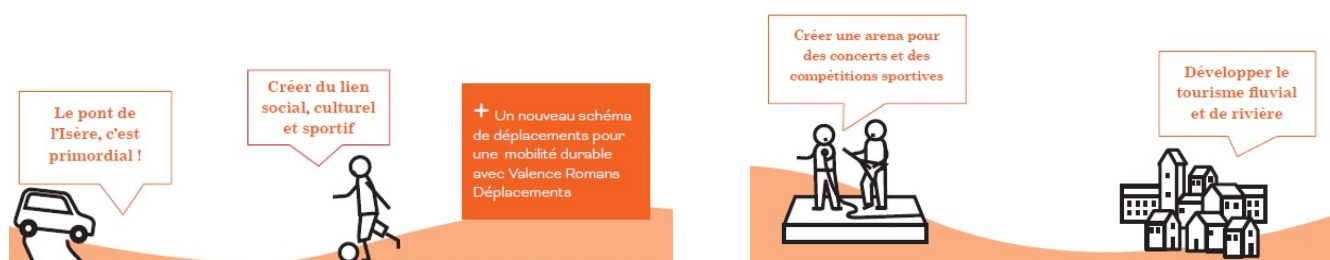 Le pont de
l'Isère, c'est
primordial !
Créer du lien
social, culturel
et sportif
+ Un nouveau schéma
de déplacements pour
une mobilité durable
avec Valence Romans
Déplacements
Créer une arena pour
des concerts et des
compétitions sportives
Développer le
tourisme fluvial
et de rivière